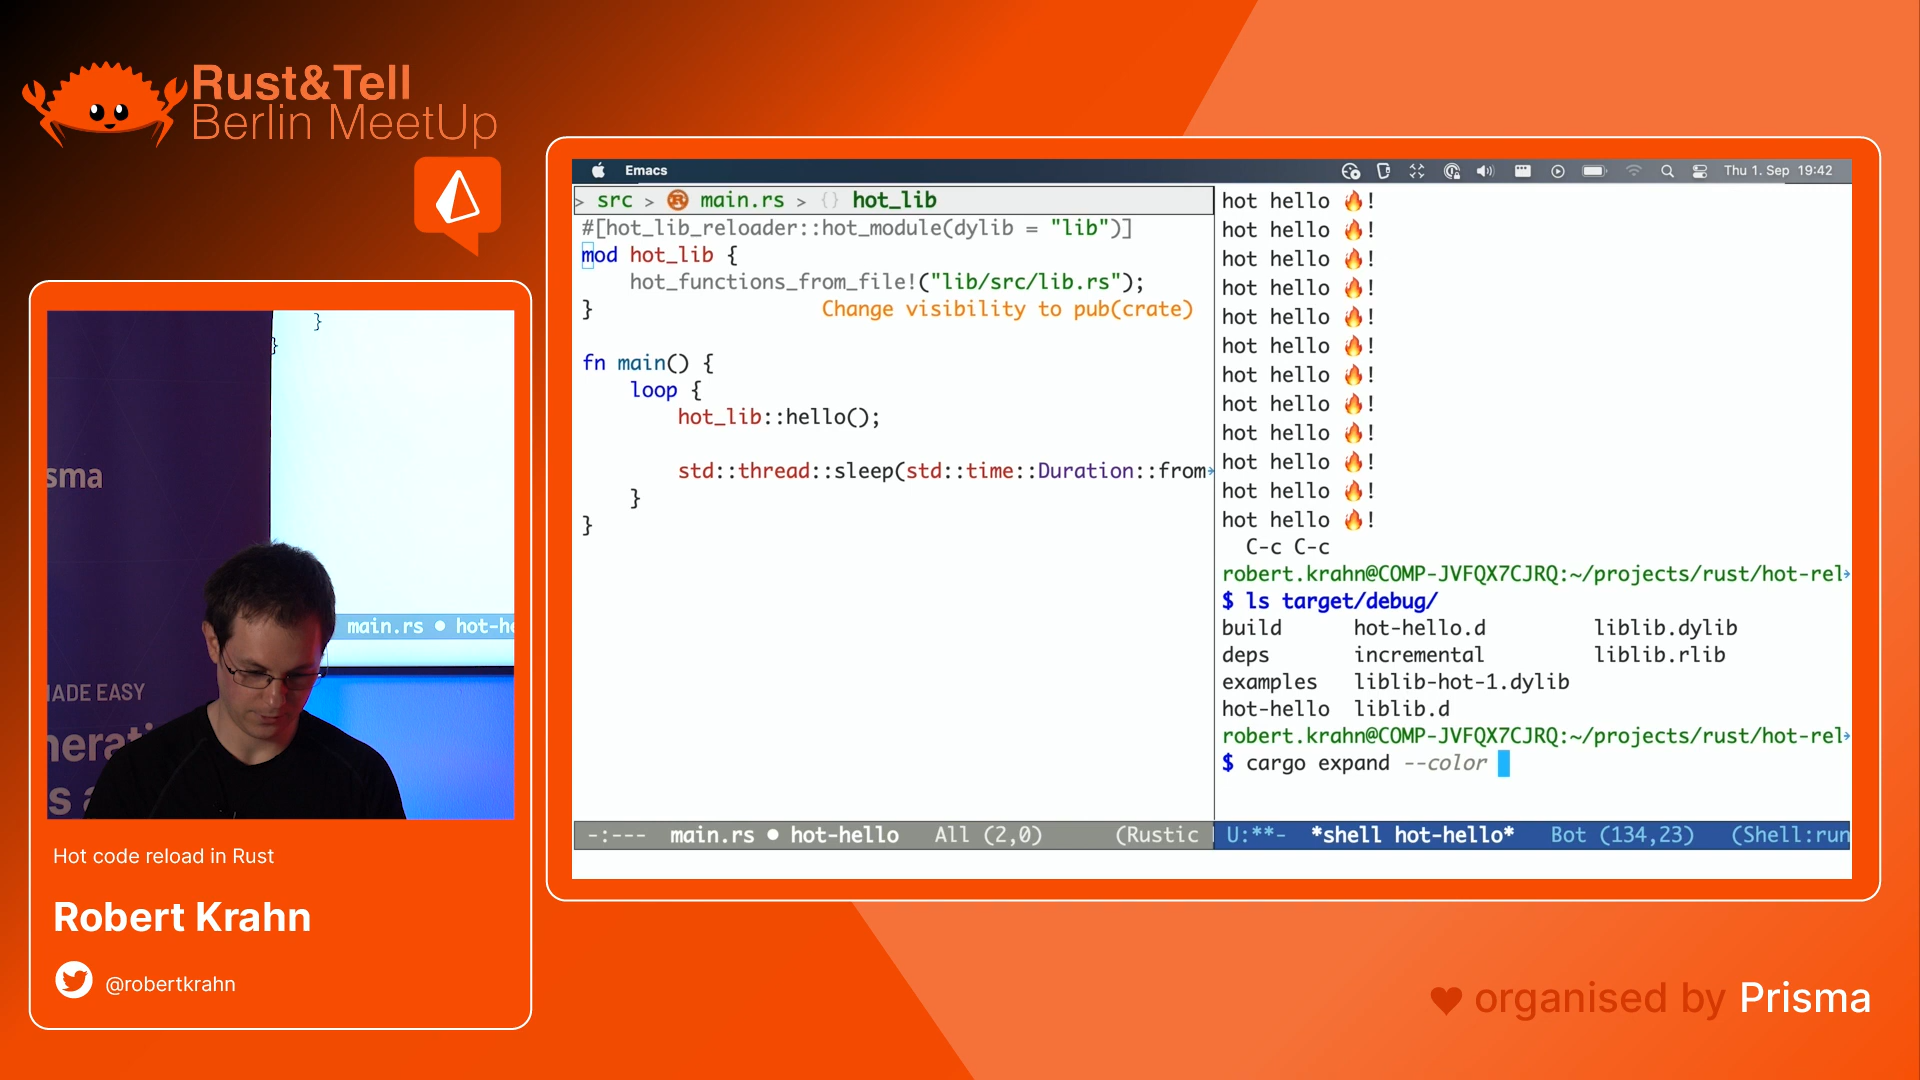 Rust&Tell
Berlin MeetUp
}
}
sma
main.rs ● hot-he
MADE EASY
nerati
s a
Hot code reload in Rust
Robert Krahn
@robertkrahn
Emacs
Thu 1. Sep 19:42
> src > main.rs > {} hot_lib
#[hot_lib_reloader::hot_module(dylib = "lib")]
mod hot_lib {
hot_functions_from_file!("lib/src/lib.rs");
} Change visibility to pub(crate)
fn main() {
loop {
hot_lib::hello();
std::thread::sleep(std::time::Duration::from
}
}
-:--- main.rs ● hot-hello All (2,0) (Rustic
hot hello 🔥!
hot hello 🔥!
hot hello 🔥!
hot hello 🔥!
hot hello 🔥!
hot hello 🔥!
hot hello 🔥!
hot hello 🔥!
hot hello 🔥!
hot hello 🔥!
hot hello 🔥!
hot hello 🔥!
C-c C-c
robert.krahn@COMP-JVFQX7CJRQ:~/projects/rust/hot-rel
$ ls target/debug/
build hot-hello.d liblib.dylib
deps incremental liblib.rlib
examples liblib-hot-1.dylib
hot-hello liblib.d
robert.krahn@COMP-JVFQX7CJRQ:~/projects/rust/hot-rel
$ cargo expand --color
U:**- *shell hot-hello* Bot (134,23) (Shell:run
organised by Prisma